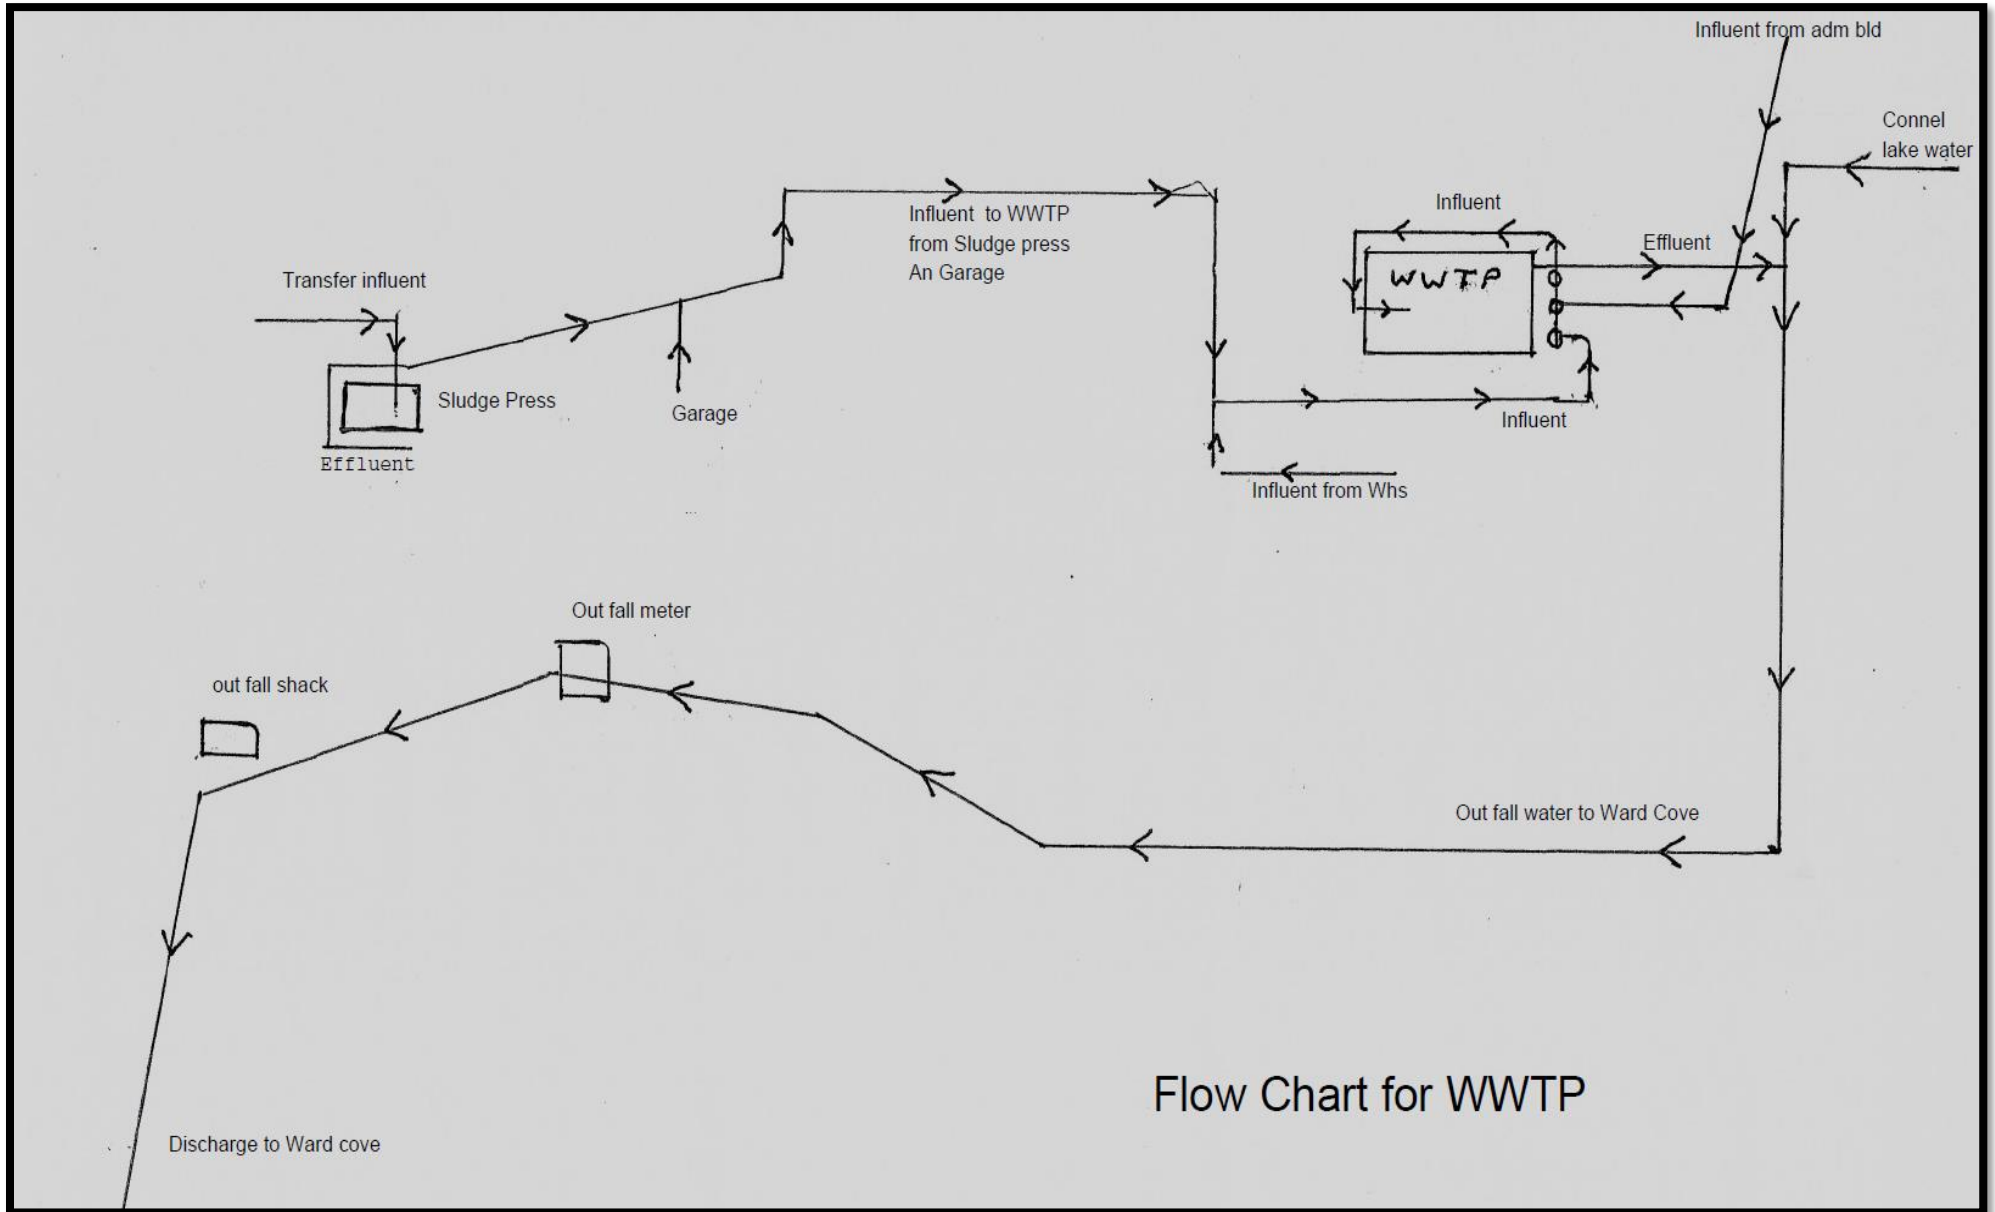 Influent from adm bld
Connel
lake water
Influent
Effluent
Influent  to WWTP
from Sludge press
An Garage
Transfer influent
WWTP
Sludge Press
Garage
Influent
Effluent
Influent from Whs
Out fall meter
out fall shack
Out fall water to Ward Cove
Flow Chart for WWTP
Discharge to Ward cove